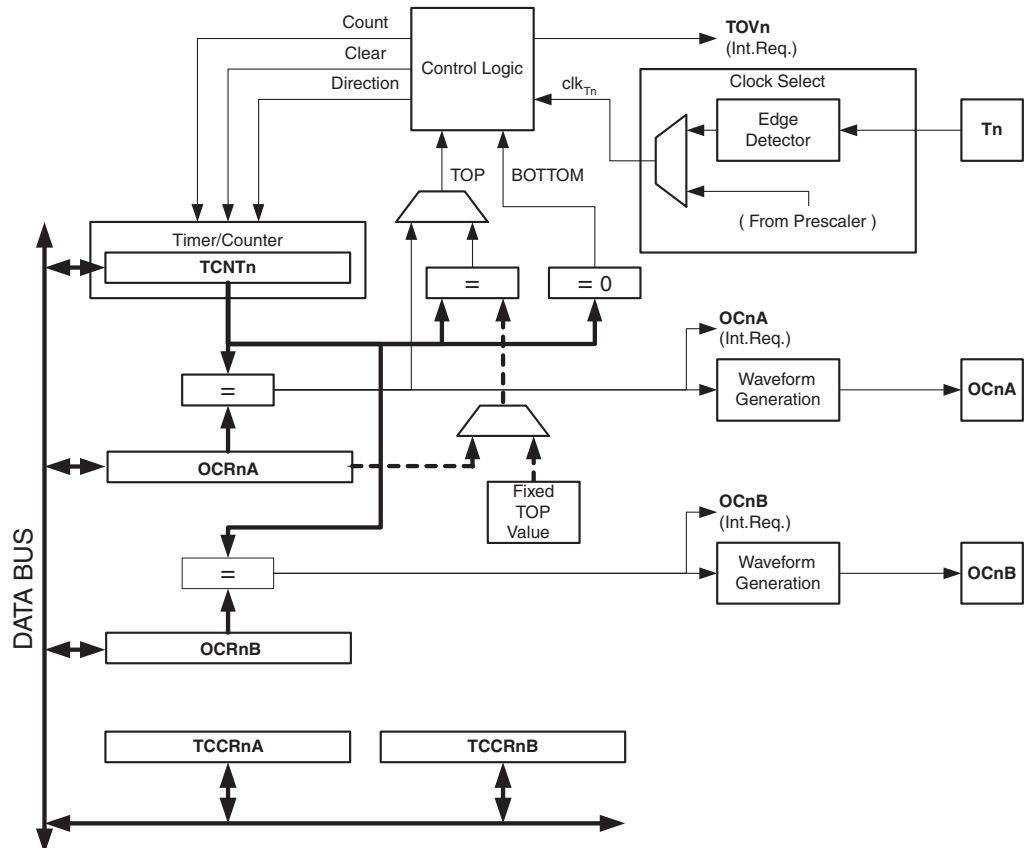 Count
Clear
Direction
Control Logic
TOVn
(Int.Req.)
clkTn
Clock Select
Edge
Detector
Tn
( From Prescaler )
TOP
BOTTOM
Timer/Counter
TCNTn
=
= 0
OCnA
(Int.Req.)
=
Waveform
Generation
OCnA
OCRnA
Fixed
TOP
Value
OCnB
(Int.Req.)
=
Waveform
Generation
OCnB
OCRnB
DATA BUS
TCCRnA
TCCRnB